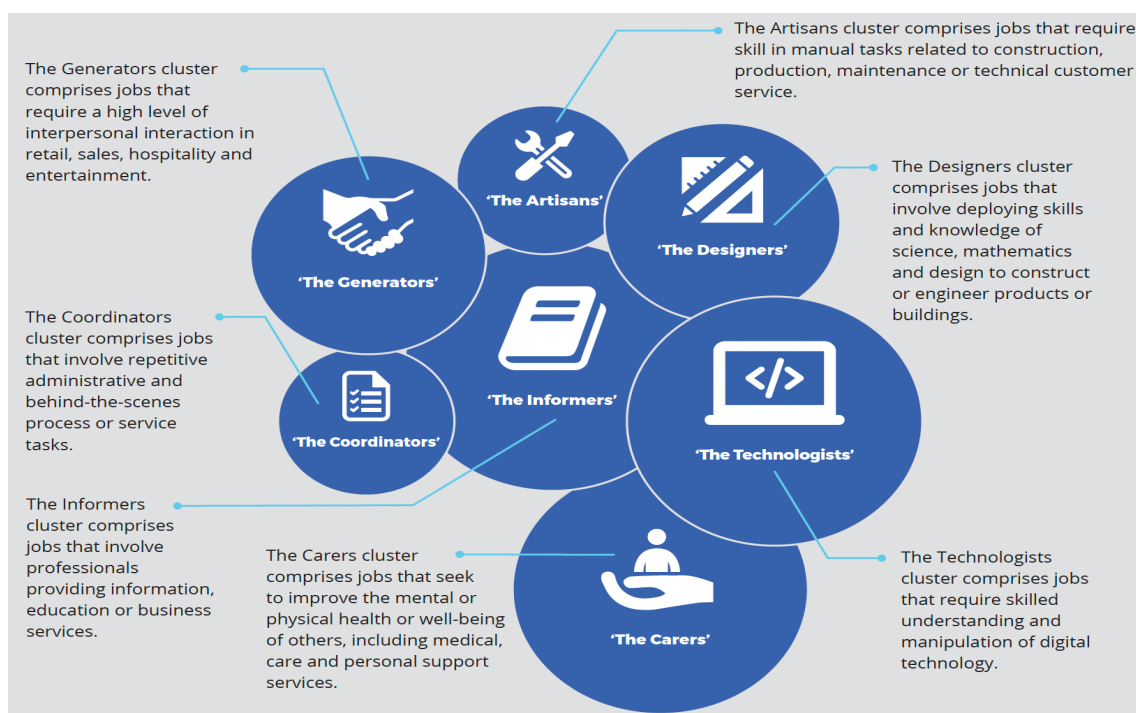 The Artisans cluster comprises jobs that require
skill in manual tasks related to construction,
production, maintenance or technical customer
service.
The Generators cluster
comprises jobs that
require a high level of
interpersonal interaction in
retail, sales, hospitality and
entertainment.
The Designers cluster
comprises jobs that
involve deploying skills
and knowledge of
science, mathematics
and design to construct
or engineer products or
buildings.
‘The Artisans’
‘The Designers’
‘The Generators’
The Coordinators
cluster comprises jobs
that involve repetitive
administrative and
behind-the-scenes
process or service
tasks.
</>
‘The Informers’
‘The Coordinators’
‘The Technologists’
The Informers
cluster comprises
jobs that involve
professionals
providing information,
education or business
services.
The Carers cluster
comprises jobs that seek
to improve the mental or
physical health or well-being
of others, including medical,
care and personal support
services.
‘The Carers’
The Technologists
cluster comprises jobs
that require skilled
understanding and
manipulation of digital
technology.